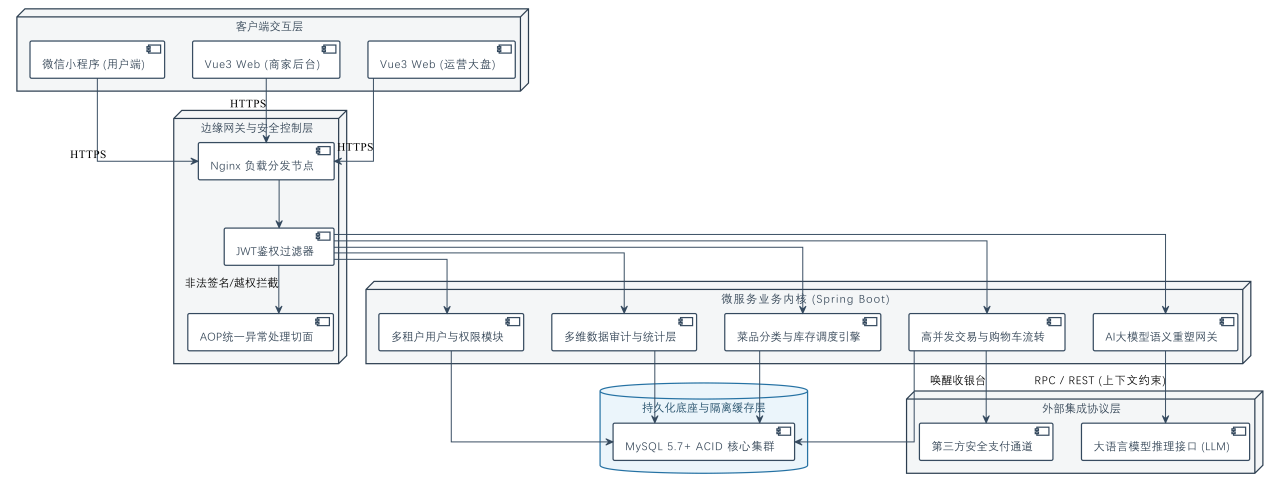 客户端交互层
微信小程序 (用户端)
Vue3 Web (商家后台)
Vue3 Web (运营大盘)
HTTPS
HTTPS
HTTPS
边缘网关与安全控制层
Nginx 负载分发节点
JWT鉴权过滤器
非法签名/越权拦截
AOP统一异常处理切面
微服务业务内核 (Spring Boot)
多租户用户与权限模块
多维数据审计与统计层
菜品分类与库存调度引擎
高并发交易与购物车流转
AI大模型语义重塑网关
唤醒收银台
RPC / REST (上下文约束)
持久化底座与隔离缓存层
MySQL 5.7+ ACID 核心集群
外部集成协议层
第三方安全支付通道
大语言模型推理接口 (LLM)